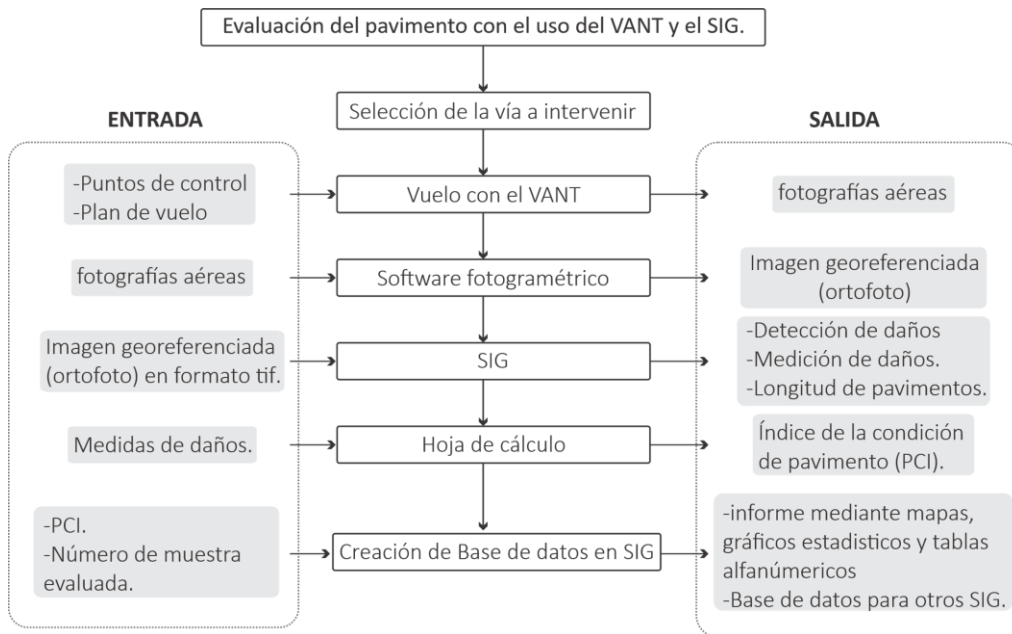 Evaluación del pavimento con el uso del VANT y el SIG.
Selección de la vía a intervenir
ENTRADA
SALIDA
-Puntos de control
-Plan de vuelo
Vuelo con el VANT
fotografías aéreas
fotografías aéreas
Software fotogramétrico
Imagen georeferenciada
(ortofoto)
Imagen georeferenciada
(ortofoto) en formato tif.
SIG
-Detección de daños
-Medición de daños.
-Longitud de pavimentos.
Medidas de daños.
Hoja de cálculo
Índice de la condición
de pavimento (PCI).
-PCI.
-Número de muestra
evaluada.
Creación de Base de datos en SIG
-informe mediante mapas,
gráficos estadisticos y tablas
alfanúmericos
-Base de datos para otros SIG.